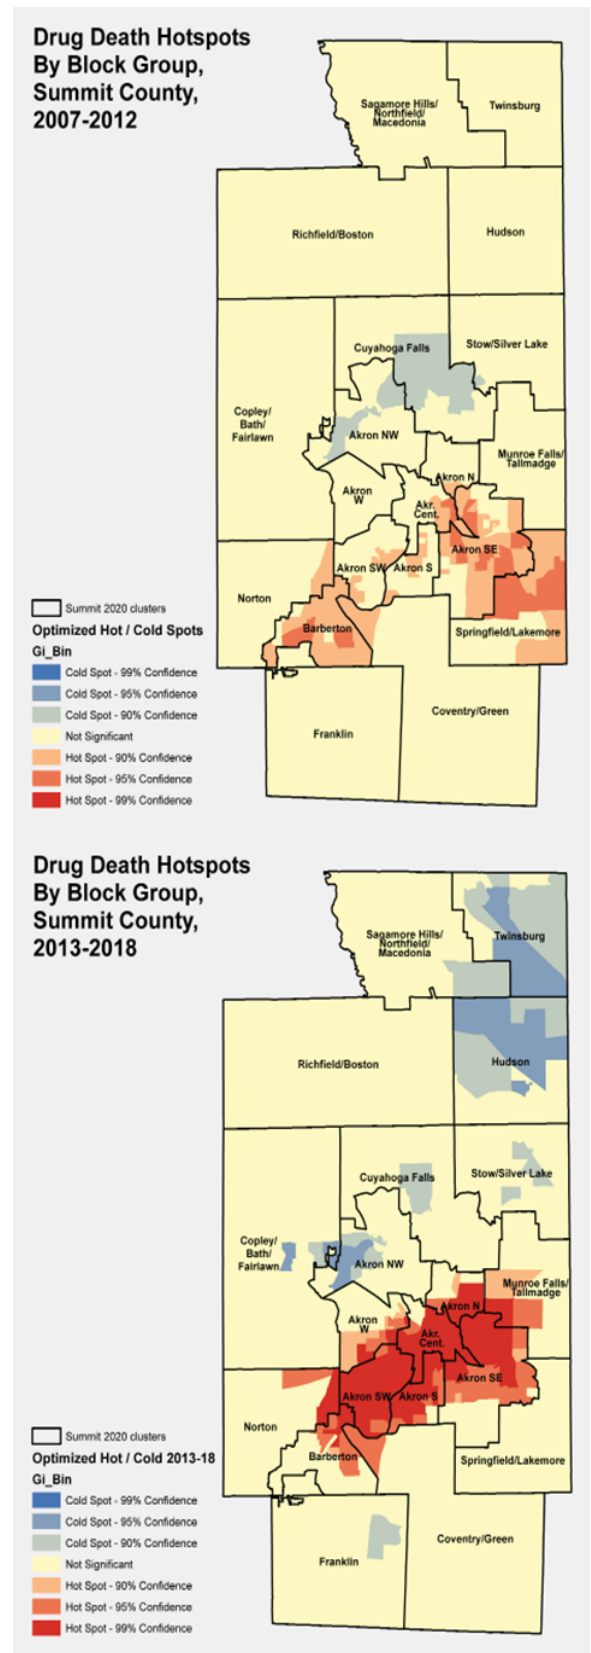 Drug Death Hotspots
By Block Group,
Summit County,
2007-2012
Sagamore Hills/
Northfield/
Macedonia
Twinsburg
Richfield/Boston
Hudson
Cuyahoga Falls
Stow/Silver Lake
Copley/
Bath/
Fairlawn
Akron NW
Munroe Falls/
Tallmadge
Akron N
Akron
W
Akr.
Cent.
Akron SE
Akron SW
Akron S
Norton
Barberton
Springfield/Lakemore
Coventry/Green
Franklin
Summit 2020 clusters
Optimized Hot / Cold Spots
Gi_Bin
Cold Spot - 99% Confidence
Cold Spot - 95% Confidence
Cold Spot - 90% Confidence
Not Significant
Hot Spot - 90% Confidence
Hot Spot - 95% Confidence
Hot Spot - 99% Confidence
Drug Death Hotspots
By Block Group,
Summit County,
2013-2018
Sagamore Hills/
Northfield/
Macedonia
Twinsburg
Richfield/Boston
Hudson
Cuyahoga Falls
Stow/Silver Lake
Copley/
Bath/
Fairlawn
Akron NW
Munroe Falls/
Tallmadge
Akron N
Akron
W
Akr.
Cent.
Akron SE
Akron SW
Akron S
Norton
Barberton
Springfield/Lakemore
Coventry/Green
Franklin
Summit 2020 clusters
Optimized Hot / Cold 2013-18
Gi_Bin
Cold Spot - 99% Confidence
Cold Spot - 95% Confidence
Cold Spot - 90% Confidence
Not Significant
Hot Spot - 90% Confidence
Hot Spot - 95% Confidence
Hot Spot - 99% Confidence